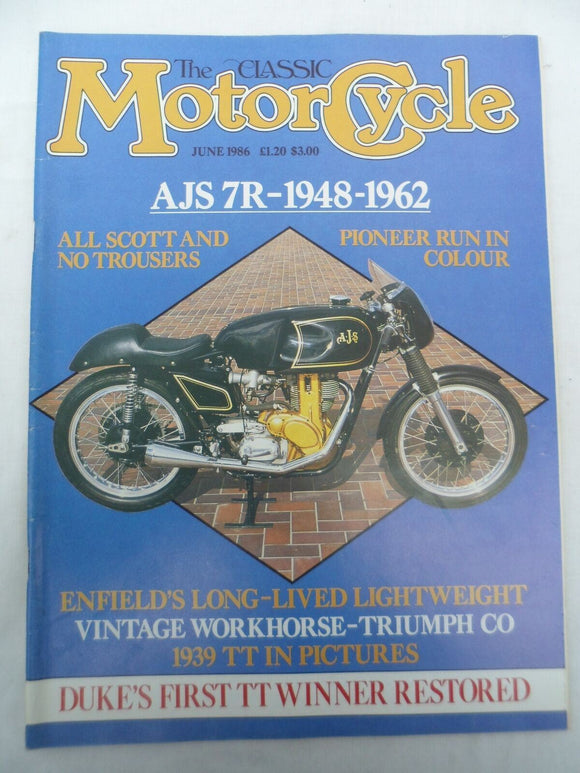 The CLASSIC
MotorCycle
JUNE 1986 £1.20 $3.00
AJS 7R-1948-1962
ALL SCOTT AND
NO TROUSERS
PIONEER RUN IN
COLOUR
AJS
ENFIELD'S LONG-LIVED LIGHTWEIGHT
VINTAGE WORKHORSE-TRIUMPH CO
1939 TT IN PICTURES
DUKE'S FIRST TT WINNER RESTORED